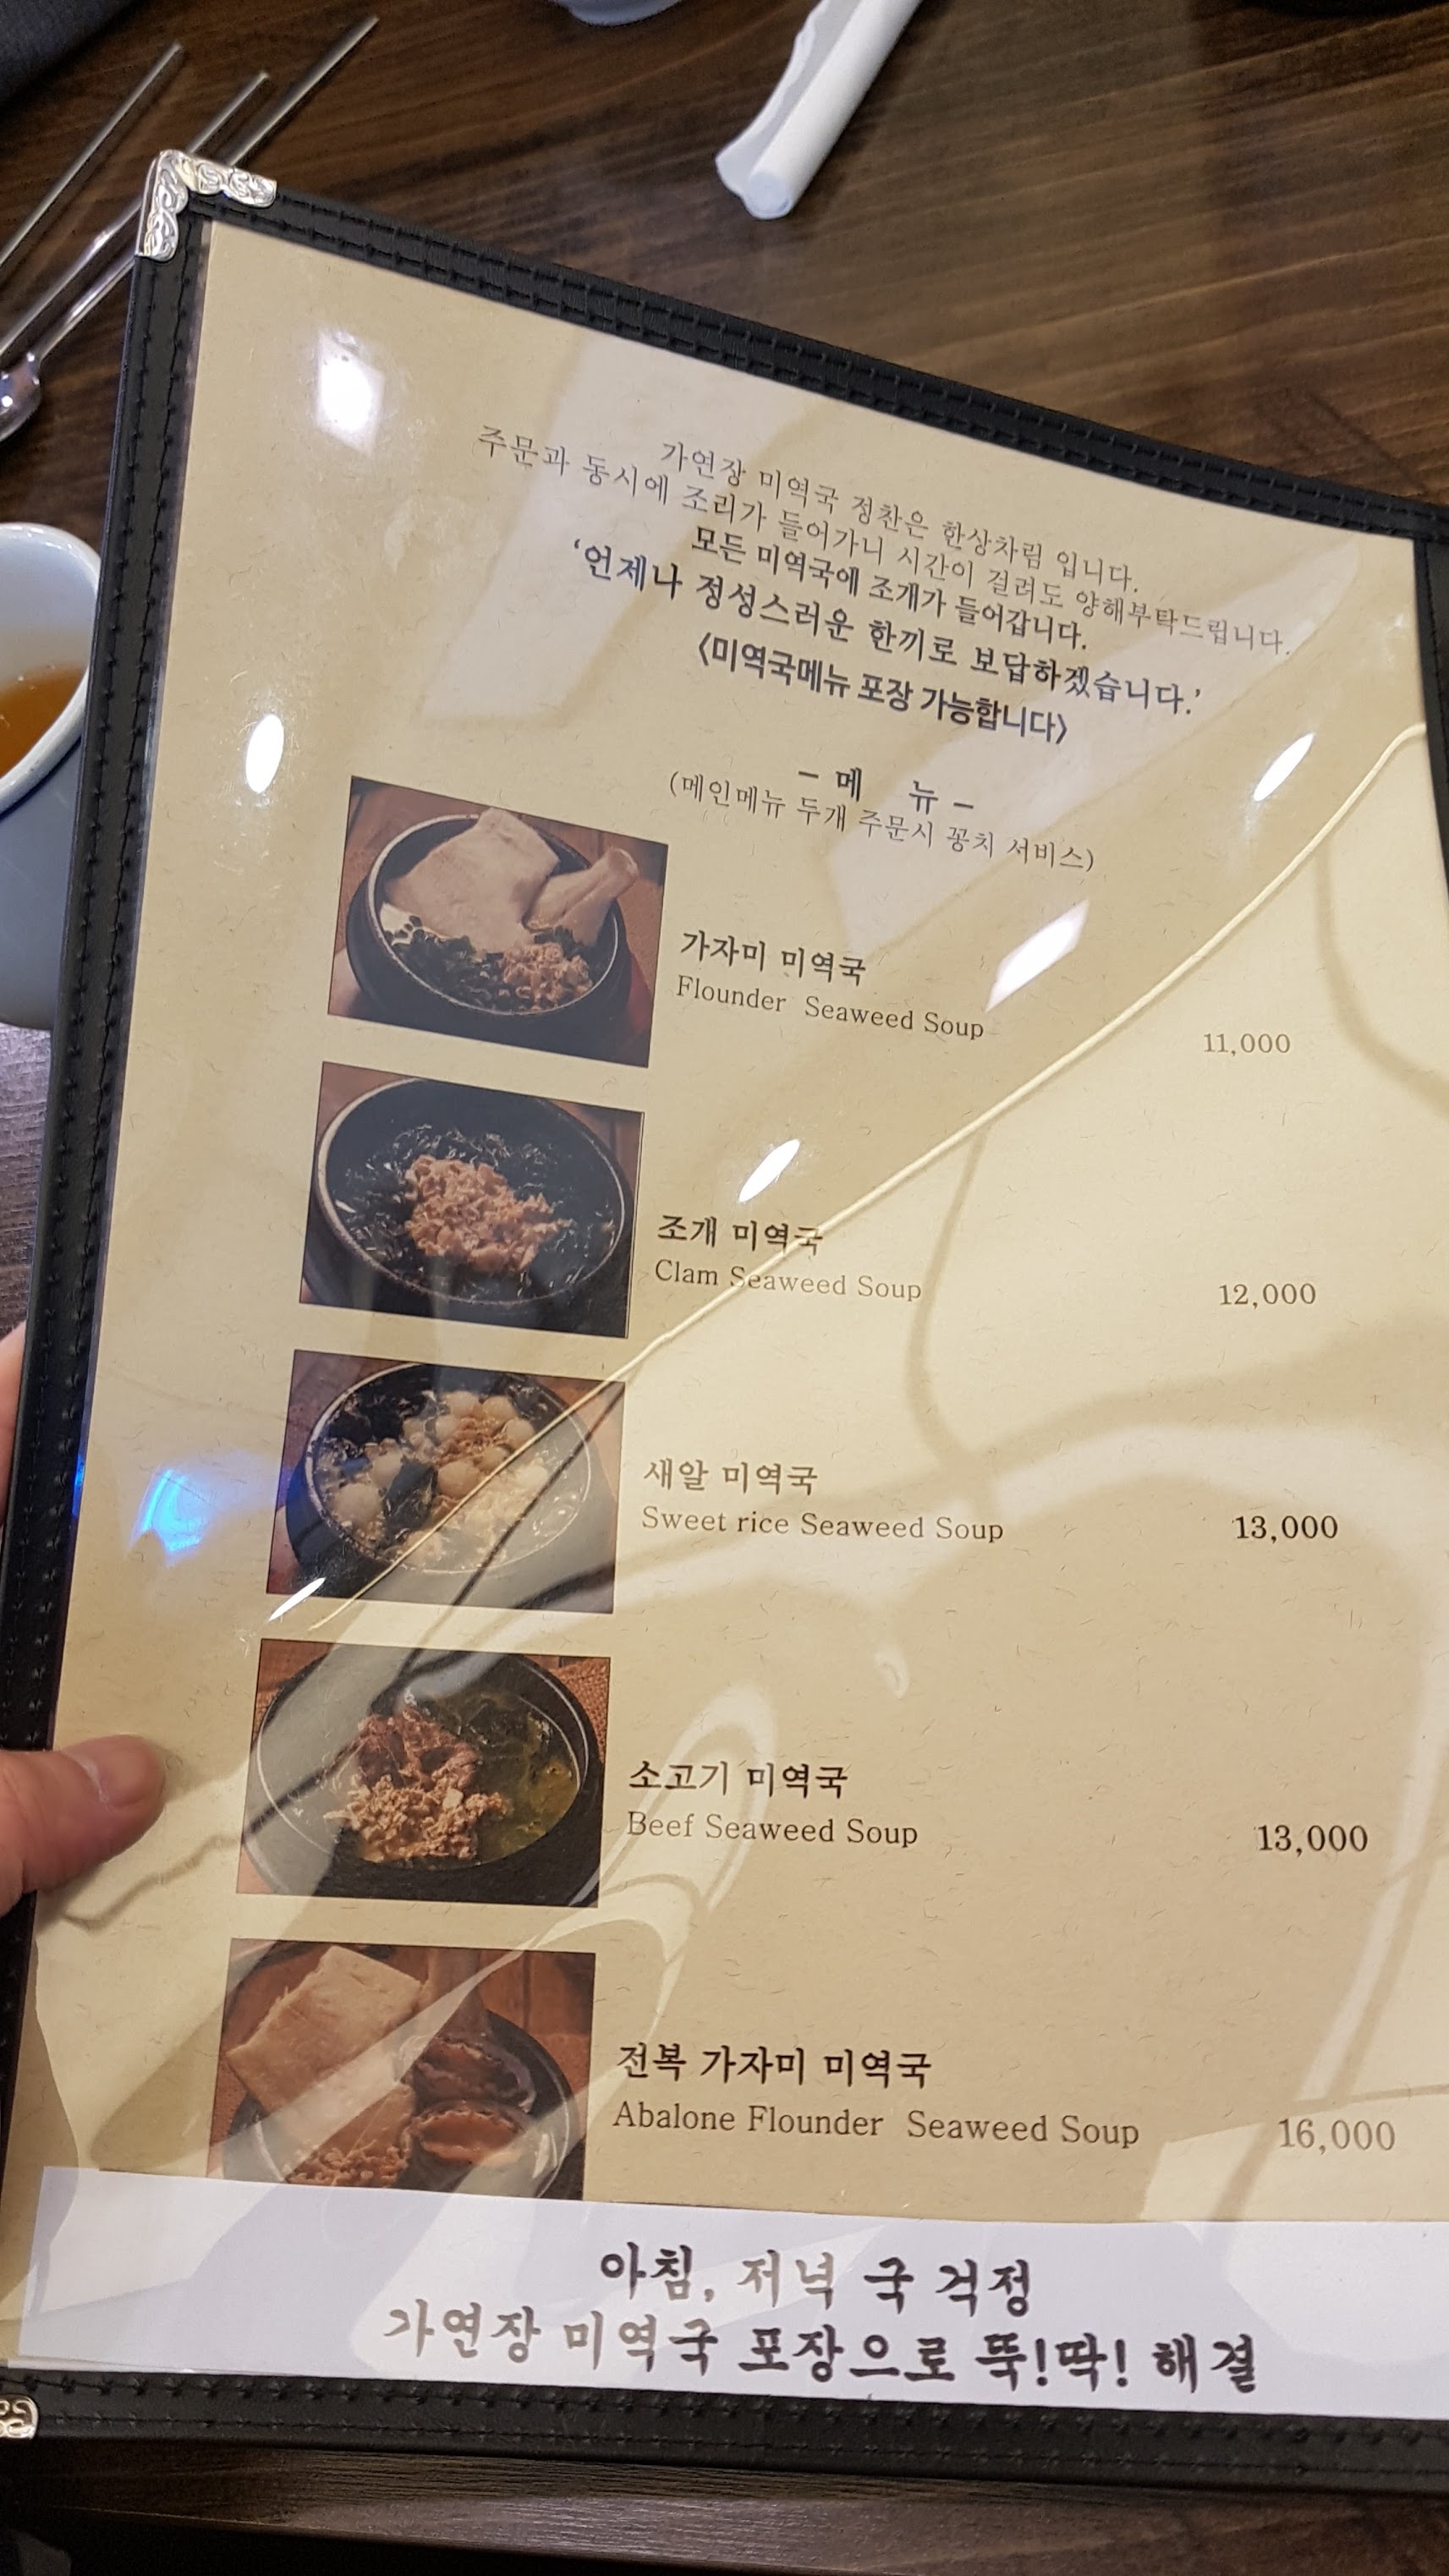 가연장 미역국 정찬은 한상차림 입니다.
주문과 동시에 조리가 들어가니 시간이 걸려도 양해부탁드립니다.
모든 미역국에 조개가 들어갑니다.
‘언제나 정성스러운 한끼로 보답하겠습니다.’
〈미역국메뉴 포장 가능합니다〉
- 메 뉴 -
(메인메뉴 두개 주문시 꽁치 서비스)
가자미 미역국
Flounder Seaweed Soup
11,000
조개 미역국
Clam Seaweed Soup
12,000
새알 미역국
Sweet rice Seaweed Soup
13,000
소고기 미역국
Beef Seaweed Soup
13,000
전복 가자미 미역국
Abalone Flounder Seaweed Soup
16,000
아침, 저녁 국 걱정
가연장 미역국 포장으로 뚝!딱! 해결